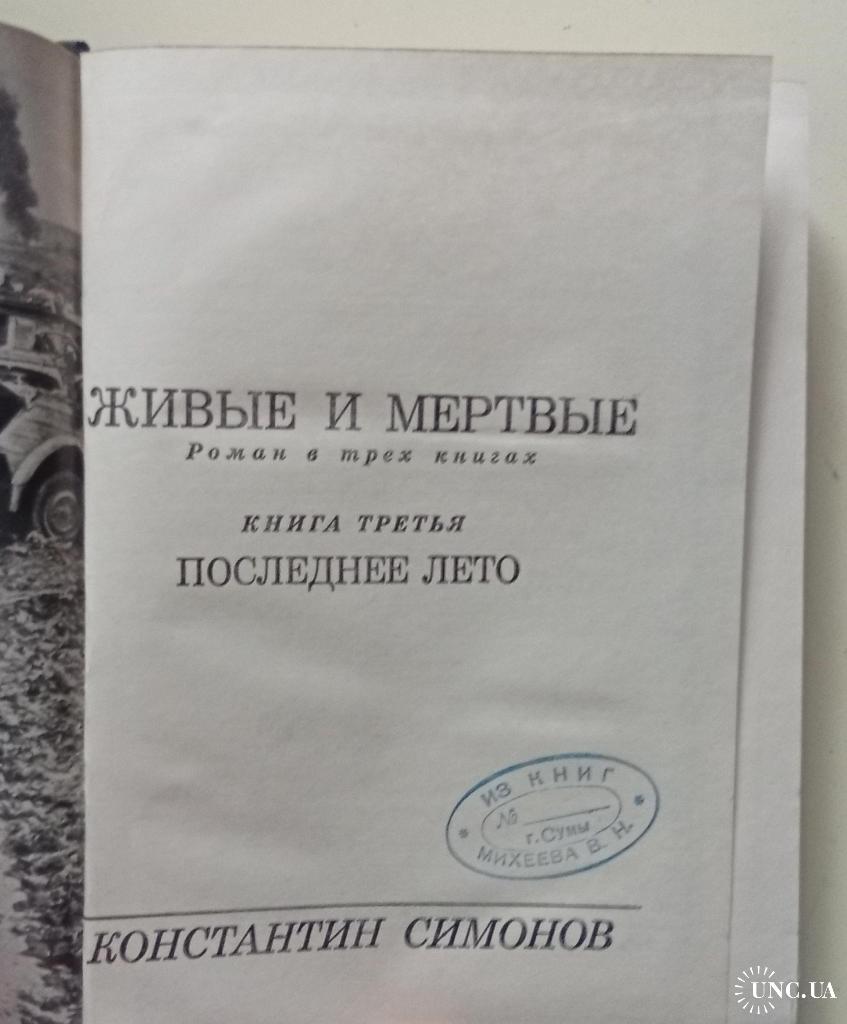 ЖИВЫЕ И МЕРТВЫЕ
Роман в трех книгах
КНИГА ТРЕТЬЯ
ПОСЛЕДНЕЕ ЛЕТО
ИЗ КНИГ
№
г. Сумы
МИХЕЕВА В. Н.
КОНСТАНТИН СИМОНОВ
UNC.UA